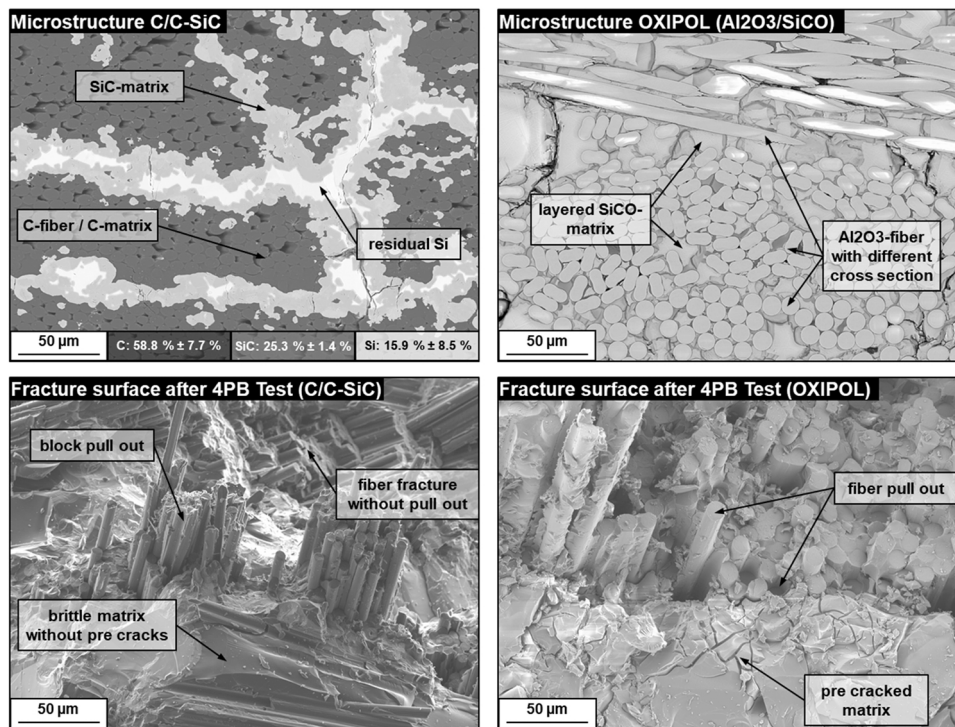 Microstructure C/C-SiC
SiC-matrix
C-fiber / C-matrix
residual Si
50 µm
C: 58.8 % ± 7.7 %
SiC: 25.3 % ± 1.4 %
Si: 15.9 % ± 8.5 %
Microstructure OXIPOL (Al2O3/SiCO)
layered SiCO-
matrix
Al2O3-fiber
with different
cross section
50 µm
Fracture surface after 4PB Test (C/C-SiC)
block pull out
fiber fracture
without pull out
brittle matrix
without pre cracks
50 µm
Fracture surface after 4PB Test (OXIPOL)
fiber pull out
pre cracked
matrix
50 µm